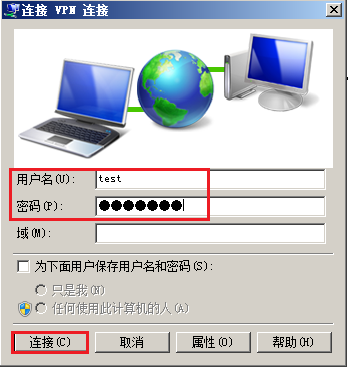 连接 VPN 连接
用户名(U): test
密码(P): ●●●●●●●
域(M):
为下面用户保存用户名和密码(S):
只是我(N)
任何使用此计算机的人(A)
连接(C) 取消 属性(O) 帮助(H)